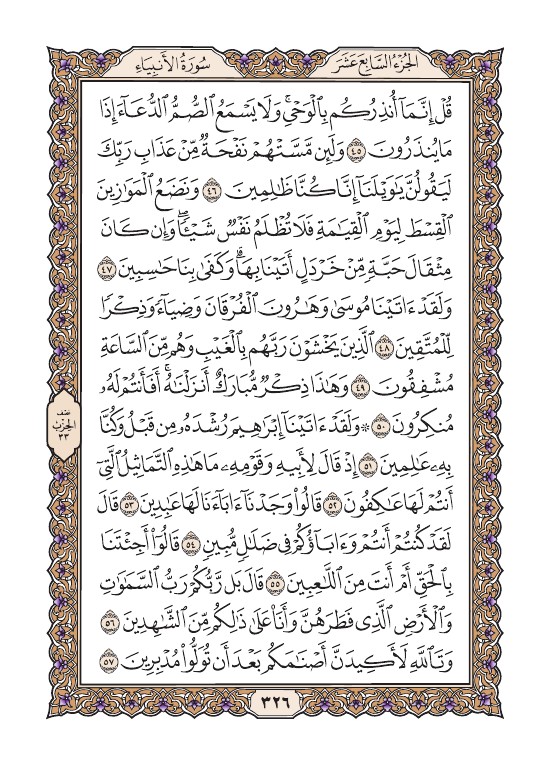 الجزء السابع عشر
سورة الأنبياء
قُلْ إِنَّمَآ أُنذِرُكُم بِٱلْوَحْىِ ۚ وَلَا يَسْمَعُ ٱلصُّمُّ ٱلدُّعَآءَ إِذَا
مَا يُنذَرُونَ ٤٥ وَلَئِن مَّسَّتْهُمْ نَفْحَةٌ مِّنْ عَذَابِ رَبِّكَ
لَيَقُولُنَّ يَٰوَيْلَنَآ إِنَّا كُنَّا ظَٰلِمِينَ ٤٦ وَنَضَعُ ٱلْمَوَٰزِينَ
ٱلْقِسْطَ لِيَوْمِ ٱلْقِيَٰمَةِ فَلَا تُظْلَمُ نَفْسٌ شَيْـًٔا ۖ وَإِن كَانَ
مِثْقَالَ حَبَّةٍ مِّنْ خَرْدَلٍ أَتَيْنَا بِهَا ۗ وَكَفَىٰ بِنَا حَٰسِبِينَ ٤٧
وَلَقَدْ ءَاتَيْنَا مُوسَىٰ وَهَٰرُونَ ٱلْفُرْقَانَ وَضِيَآءً وَذِكْرًا
لِّلْمُتَّقِينَ ٤٨ ٱلَّذِينَ يَخْشَوْنَ رَبَّهُم بِٱلْغَيْبِ وَهُم مِّنَ ٱلسَّاعَةِ
مُشْفِقُونَ ٤٩ وَهَٰذَا ذِكْرٌ مُّبَارَكٌ أَنزَلْنَٰهُ ۚ أَفَأَنتُمْ لَهُۥ
مُنكِرُونَ ٥٠ ۞ وَلَقَدْ ءَاتَيْنَآ إِبْرَٰهِيمَ رُشْدَهُۥ مِن قَبْلُ وَكُنَّا
بِهِۦ عَٰلِمِينَ ٥١ إِذْ قَالَ لِأَبِيهِ وَقَوْمِهِۦ مَا هَٰذِهِ ٱلتَّمَاثِيلُ ٱلَّتِىٓ
أَنتُمْ لَهَا عَٰكِفُونَ ٥٢ قَالُوا۟ وَجَدْنَآ ءَابَآءَنَا لَهَا عَٰبِدِينَ ٥٣ قَالَ
لَقَدْ كُنتُمْ أَنتُمْ وَءَابَآؤُكُمْ فِى ضَلَٰلٍ مُّبِينٍ ٥٤ قَالُوٓا۟ أَجِئْتَنَا
بِٱلْحَقِّ أَمْ أَنتَ مِنَ ٱللَّٰعِبِينَ ٥٥ قَالَ بَل رَّبُّكُمْ رَبُّ ٱلسَّمَٰوَٰتِ
وَٱلْأَرْضِ ٱلَّذِى فَطَرَهُنَّ وَأَنَا۠ عَلَىٰ ذَٰلِكُم مِّنَ ٱلشَّٰهِدِينَ ٥٦
وَتَٱللَّهِ لَأَكِيدَنَّ أَصْنَٰمَكُم بَعْدَ أَن تُوَلُّوا۟ مُدْبِرِينَ ٥٧
نصف
الحزب
٣٣
٣٢٦